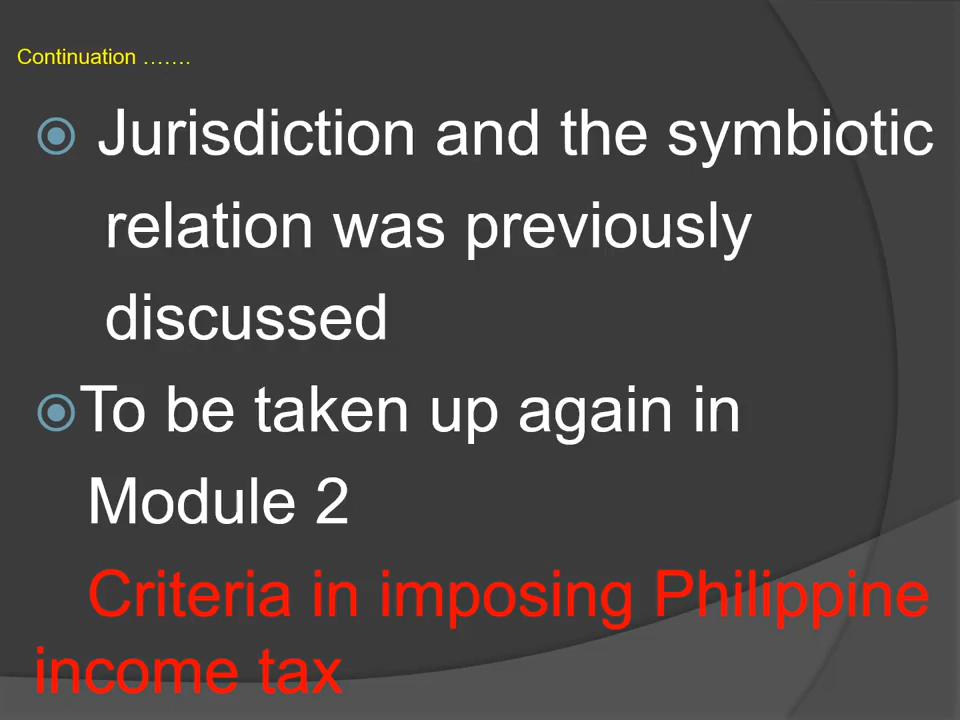 Continuation …….
Jurisdiction and the symbiotic
relation was previously
discussed
To be taken up again in
Module 2
Criteria in imposing Philippine
income tax